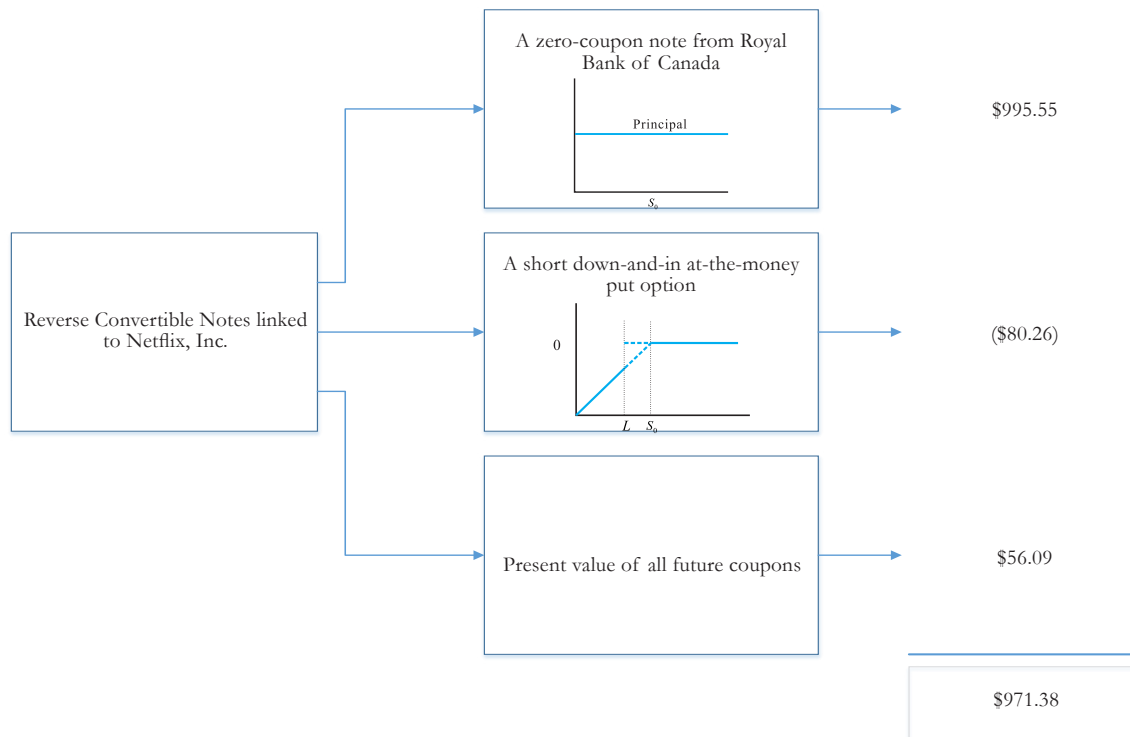 A zero-coupon note from Royal
Bank of Canada
Principal
S₀
$995.55
Reverse Convertible Notes linked
to Netflix, Inc.
A short down-and-in at-the-money
put option
0
L S₀
($80.26)
Present value of all future coupons
$56.09
$971.38